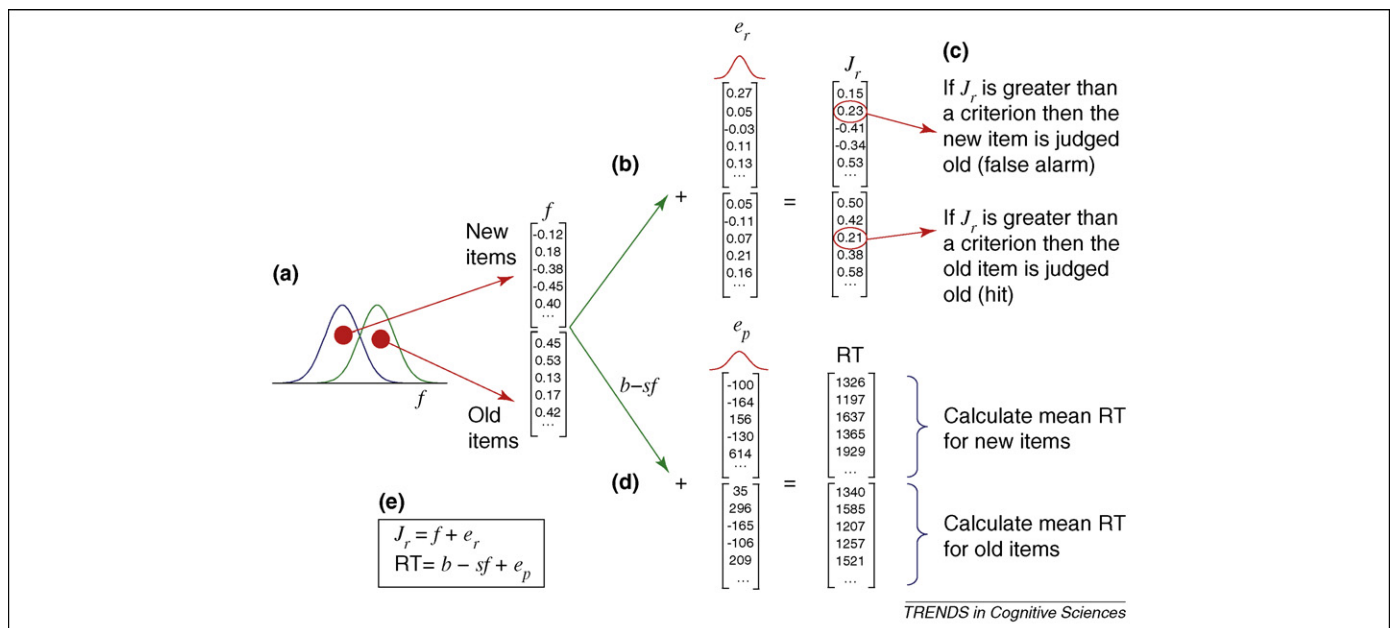 (a)
f
New
items
Old
items
f
-0.12
0.18
-0.38
-0.45
0.40
...
0.45
0.53
0.13
0.17
0.42
...
(b)
+
e_r
0.27
0.05
-0.03
0.11
0.13
...
0.05
-0.11
0.07
0.21
0.16
...
=
J_r
0.15
0.23
-0.41
-0.34
0.53
...
0.50
0.42
0.21
0.38
0.58
...
(c)
If J_r is greater than
a criterion then the
new item is judged
old (false alarm)
If J_r is greater than
a criterion then the
old item is judged
old (hit)
b–sf
(d)
+
e_p
-100
-164
156
-130
614
...
35
296
-165
-106
209
...
=
RT
1326
1197
1637
1365
1929
...
1340
1585
1207
1257
1521
...
Calculate mean RT
for new items
Calculate mean RT
for old items
(e)
J_r = f + e_r
RT= b – sf + e_p
TRENDS in Cognitive Sciences